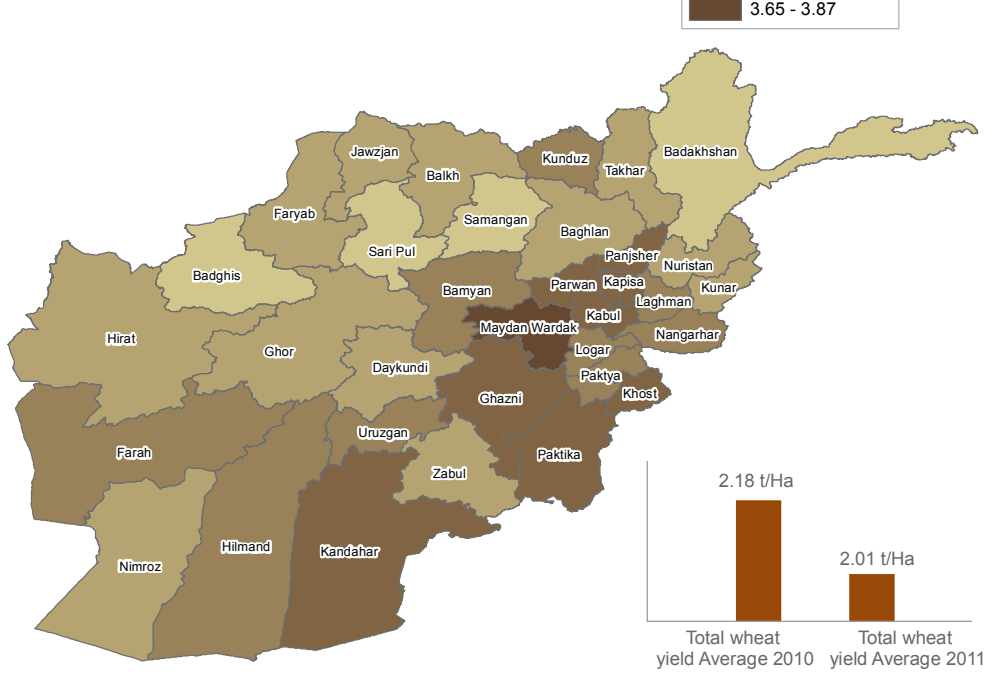 3.65 - 3.87
Badakhshan
Jawzjan
Kunduz
Balkh
Takhar
Faryab
Samangan
Baghlan
Sari Pul
Panjsher
Nuristan
Badghis
Parwan
Kapisa
Kunar
Bamyan
Laghman
Kabul
Maydan Wardak
Nangarhar
Hirat
Ghor
Logar
Daykundi
Paktya
Khost
Ghazni
Uruzgan
Farah
Paktika
Zabul
Hilmand
Kandahar
Nimroz
2.18 t/Ha
2.01 t/Ha
Total wheat
yield Average 2010
Total wheat
yield Average 2011